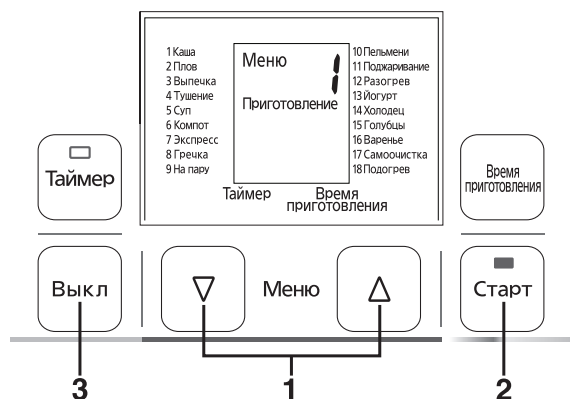 1 Каша
2 Плов
3 Выпечка
4 Тушение
5 Суп
6 Компот
7 Экспресс
8 Гречка
9 На пару
Меню 1
Приготовление
10 Пельмени
11 Поджаривание
12 Разогрев
13 Йогурт
14 Холодец
15 Голубцы
16 Варенье
17 Самоочистка
18 Подогрев
Таймер
Время
приготовления
Таймер
Время
приготовления
Выкл
Меню
Старт
3
1
2